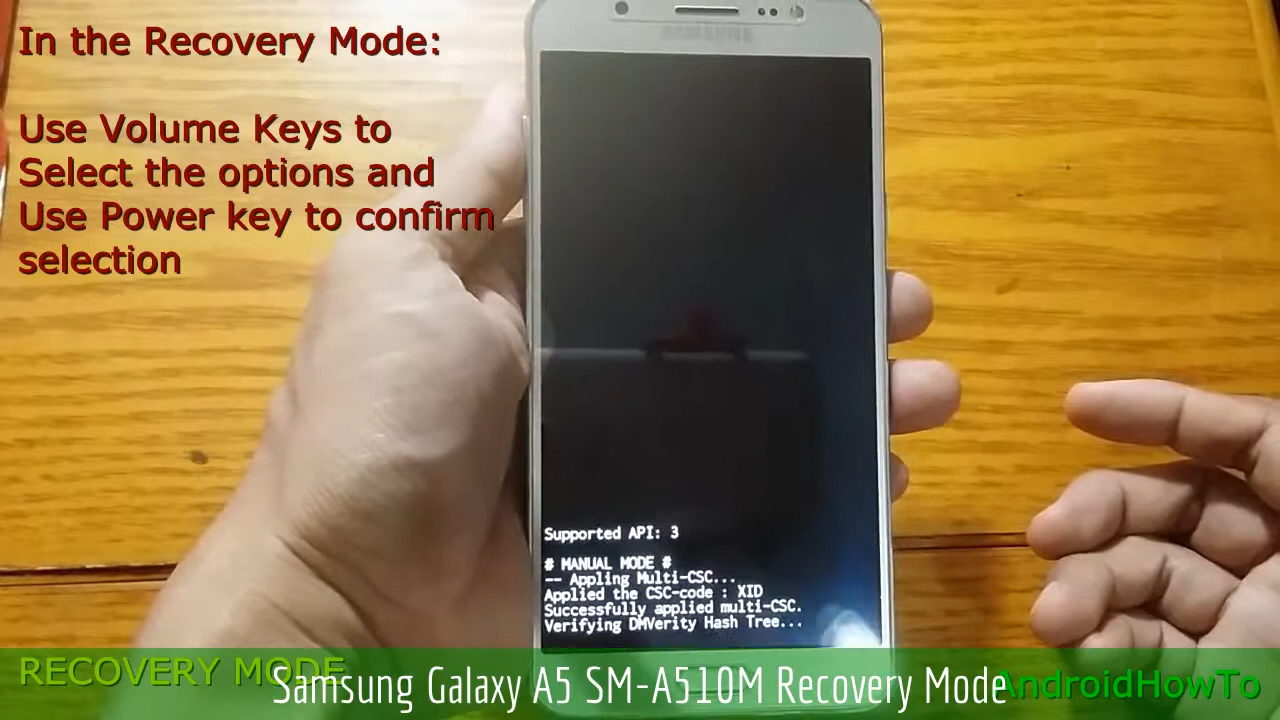 In the Recovery Mode:
Use Volume Keys to
Select the options and
Use Power key to confirm
selection
SAMSUNG
Supported API: 3
# MANUAL MODE #
-- Appling Multi-CSC...
Applied the CSC-code : XID
Successfully applied multi-CSC.
Verifying DMVerity Hash Tree...
RECOVERY MODE
Samsung Galaxy A5 SM-A510M Recovery Mode
AndroidHowTo